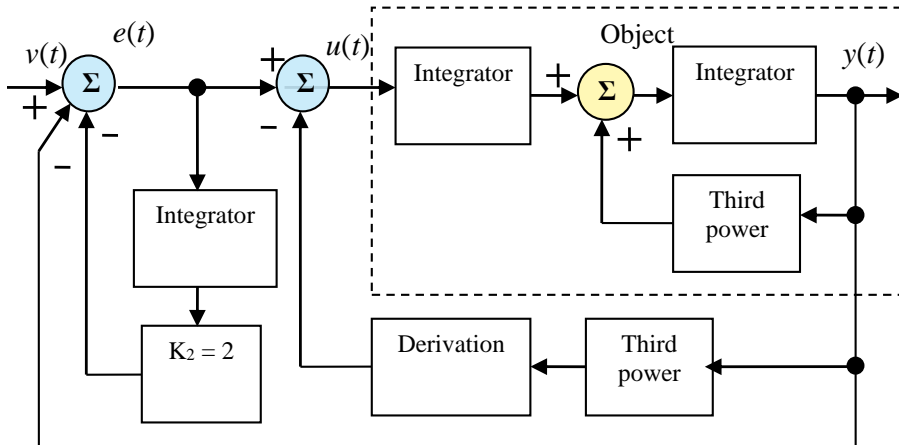 v(t)
e(t)
u(t)
Object
y(t)
+
Σ
−
−
+
Σ
−
Integrator
+
Σ
+
Integrator
Integrator
Third
power
K₂ = 2
Derivation
Third
power